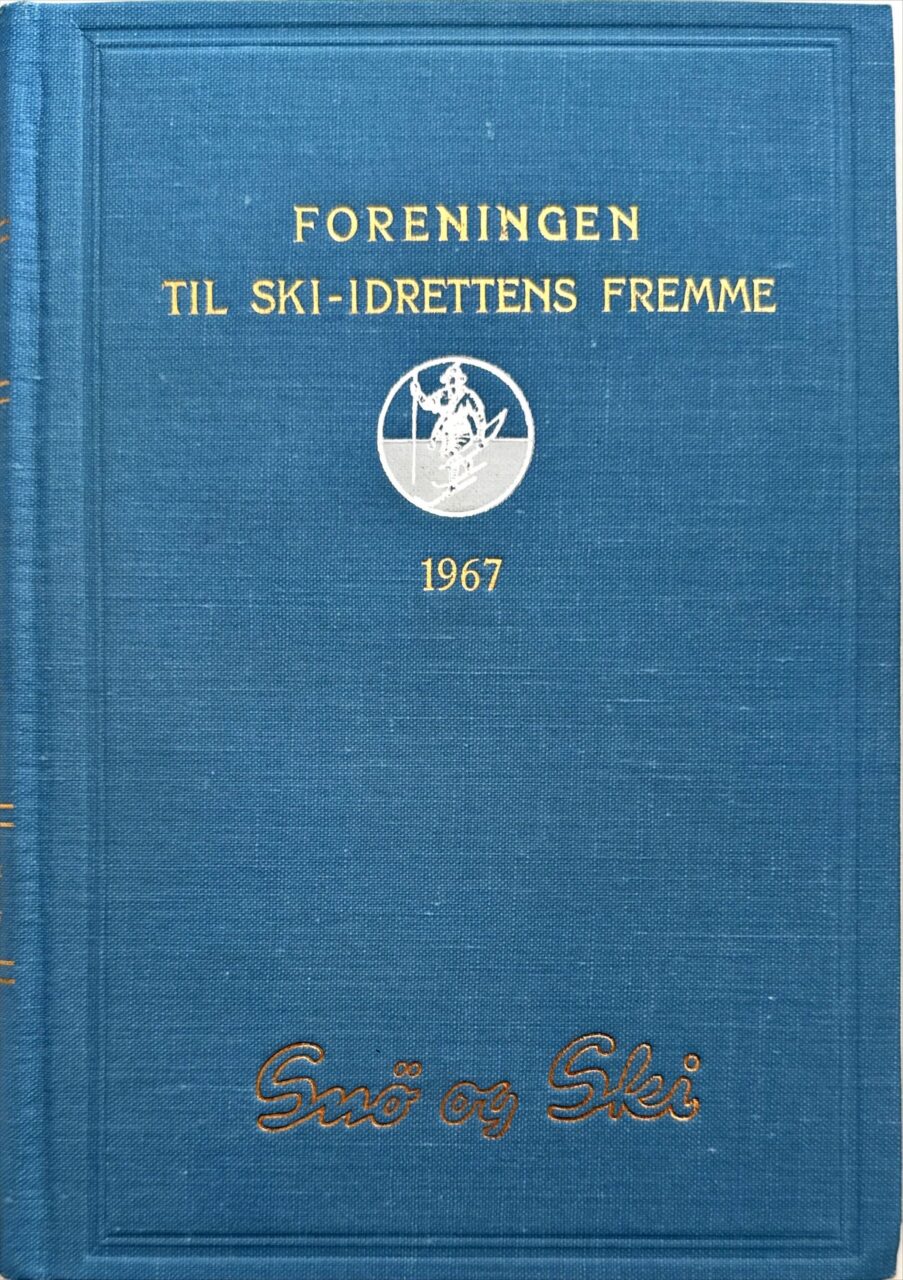 FORENINGEN
TIL SKI-IDRETTENS FREMME
1967
Snö og Ski